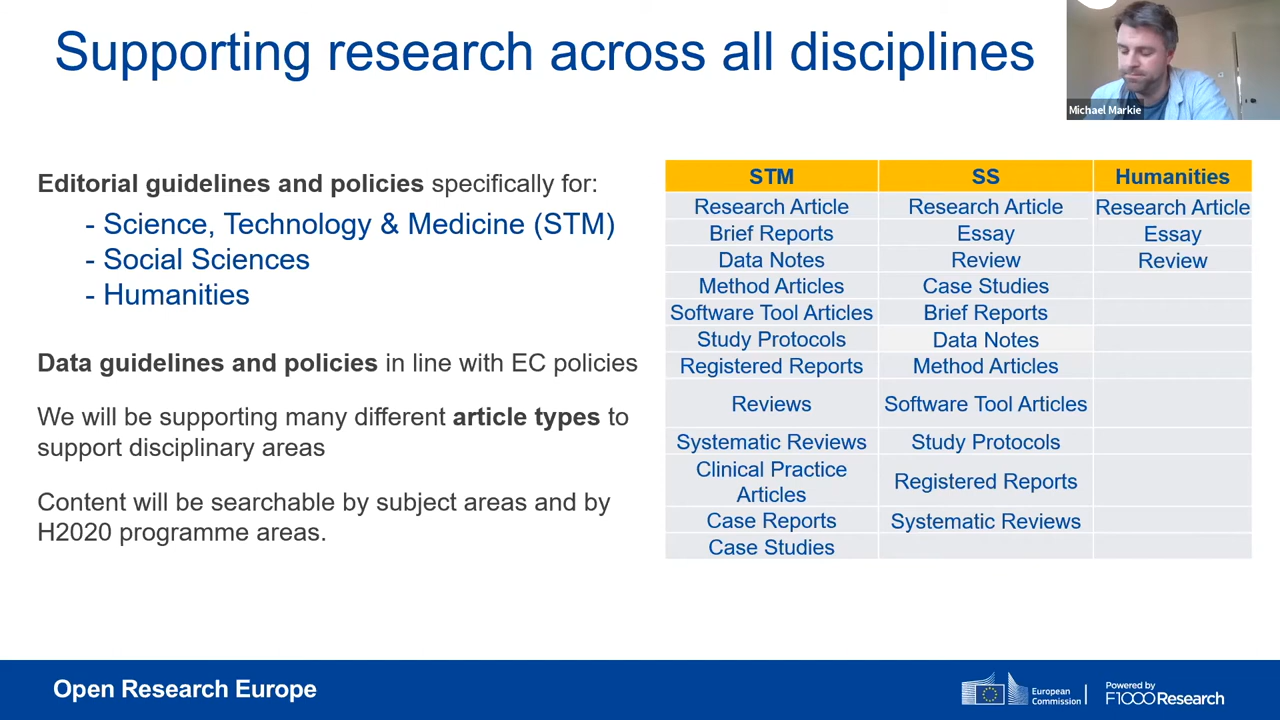 Supporting research across all disciplines
Michael Markie
Editorial guidelines and policies specifically for:
- Science, Technology & Medicine (STM)
- Social Sciences
- Humanities
Data guidelines and policies in line with EC policies
We will be supporting many different article types to
support disciplinary areas
Content will be searchable by subject areas and by
H2020 programme areas.
STM SS Humanities
Research Article Research Article Research Article
Brief Reports Essay Essay
Data Notes Review Review
Method Articles Case Studies
Software Tool Articles Brief Reports
Study Protocols Data Notes
Registered Reports Method Articles
Reviews Software Tool Articles
Systematic Reviews Study Protocols
Clinical Practice
Articles Registered Reports
Case Reports Systematic Reviews
Case Studies
Open Research Europe
European
Commission
Powered by
F1000Research